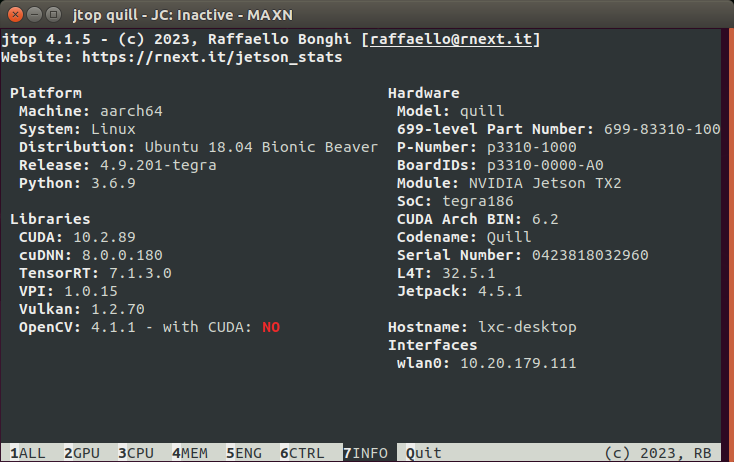 jtop quill - JC: Inactive - MAXN
jtop 4.1.5 - (c) 2023, Raffaello Bonghi [raffaello@rnext.it]
Website: https://rnext.it/jetson_stats
Platform
Machine: aarch64
System: Linux
Distribution: Ubuntu 18.04 Bionic Beaver
Release: 4.9.201-tegra
Python: 3.6.9
Libraries
CUDA: 10.2.89
cuDNN: 8.0.0.180
TensorRT: 7.1.3.0
VPI: 1.0.15
Vulkan: 1.2.70
OpenCV: 4.1.1 - with CUDA: NO
Hardware
Model: quill
699-level Part Number: 699-83310-100
P-Number: p3310-1000
BoardIDs: p3310-0000-A0
Module: NVIDIA Jetson TX2
SoC: tegra186
CUDA Arch BIN: 6.2
Codename: Quill
Serial Number: 0423818032960
L4T: 32.5.1
Jetpack: 4.5.1
Hostname: lxc-desktop
Interfaces
wlan0: 10.20.179.111
1ALL 2GPU 3CPU 4MEM 5ENG 6CTRL 7INFO Quit (c) 2023, RB